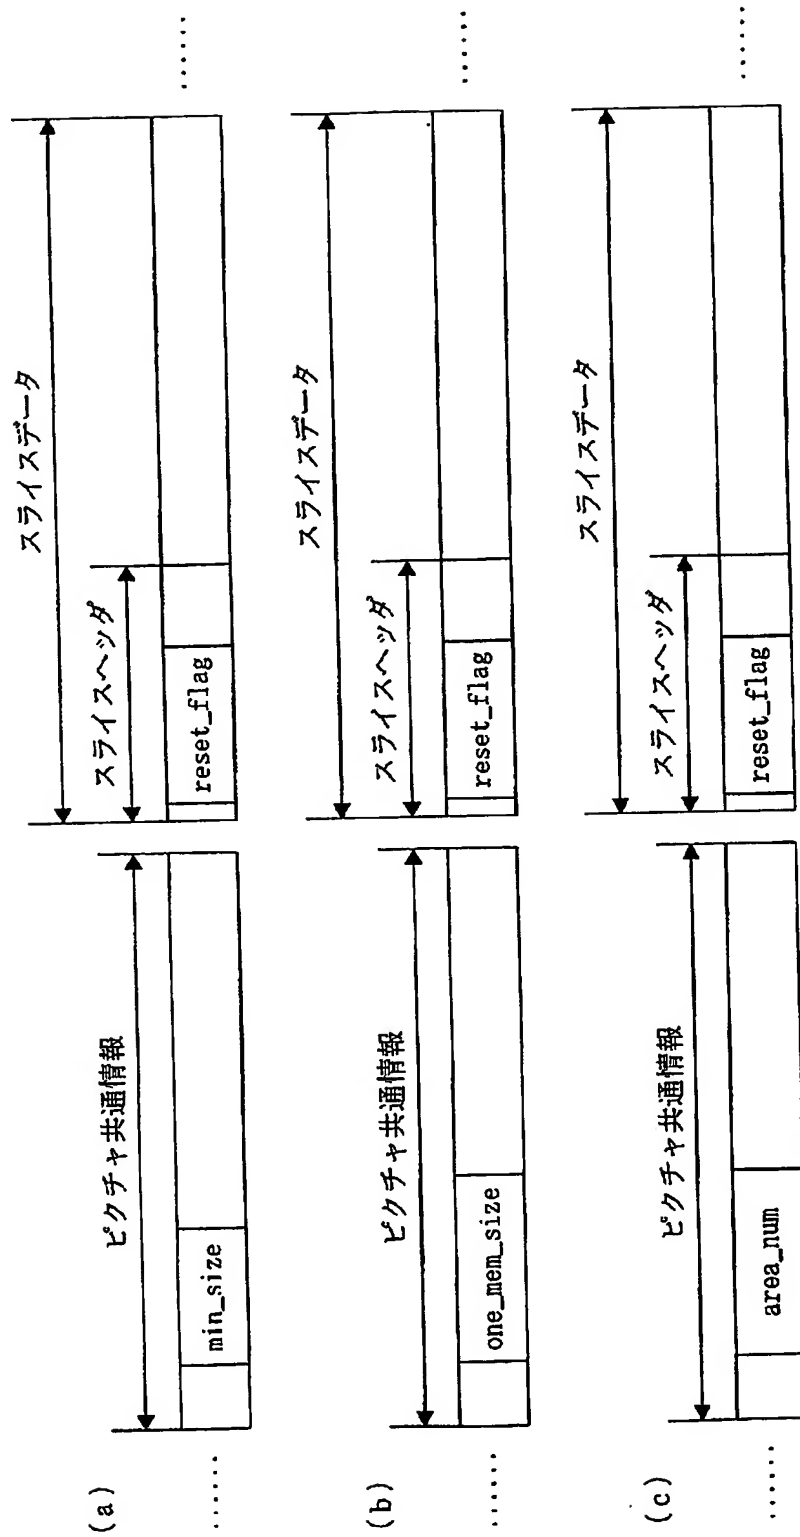 (a)
ピクチャ共通情報
スライスデータ
スライスヘッダ
......
min_size
reset_flag
......
(b)
ピクチャ共通情報
スライスデータ
スライスヘッダ
......
one_mem_size
reset_flag
......
(c)
ピクチャ共通情報
スライスデータ
スライスヘッダ
......
area_num
reset_flag
......